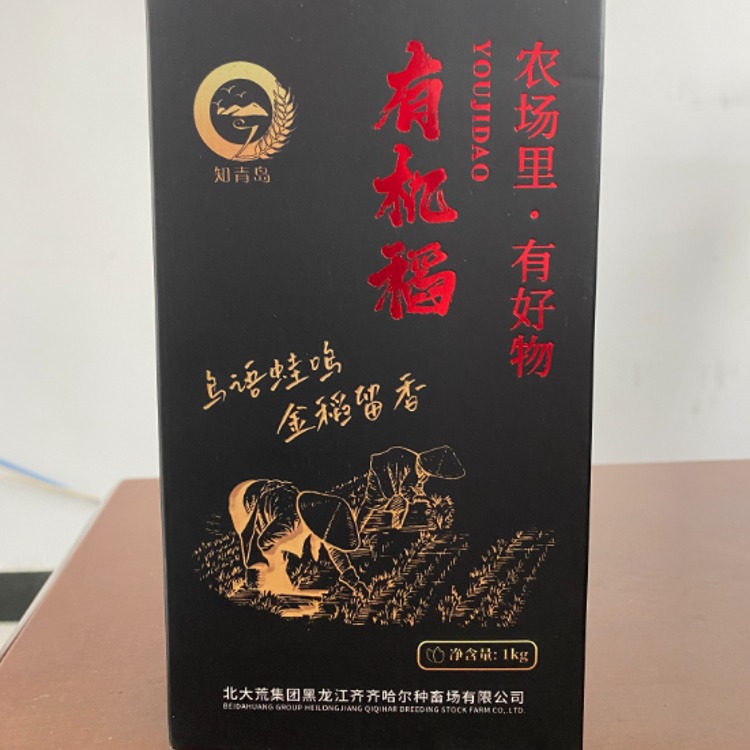 知青岛
有机稻
YOUJIDAO
农场里·有好物
鸟语蛙鸣
金稻留香
净含量: 1kg
北大荒集团黑龙江齐齐哈尔种畜场有限公司
BEIDAHUANG GROUP HEILONGJIANG QIQIHAR BREEDING STOCK FARM CO.,LTD.